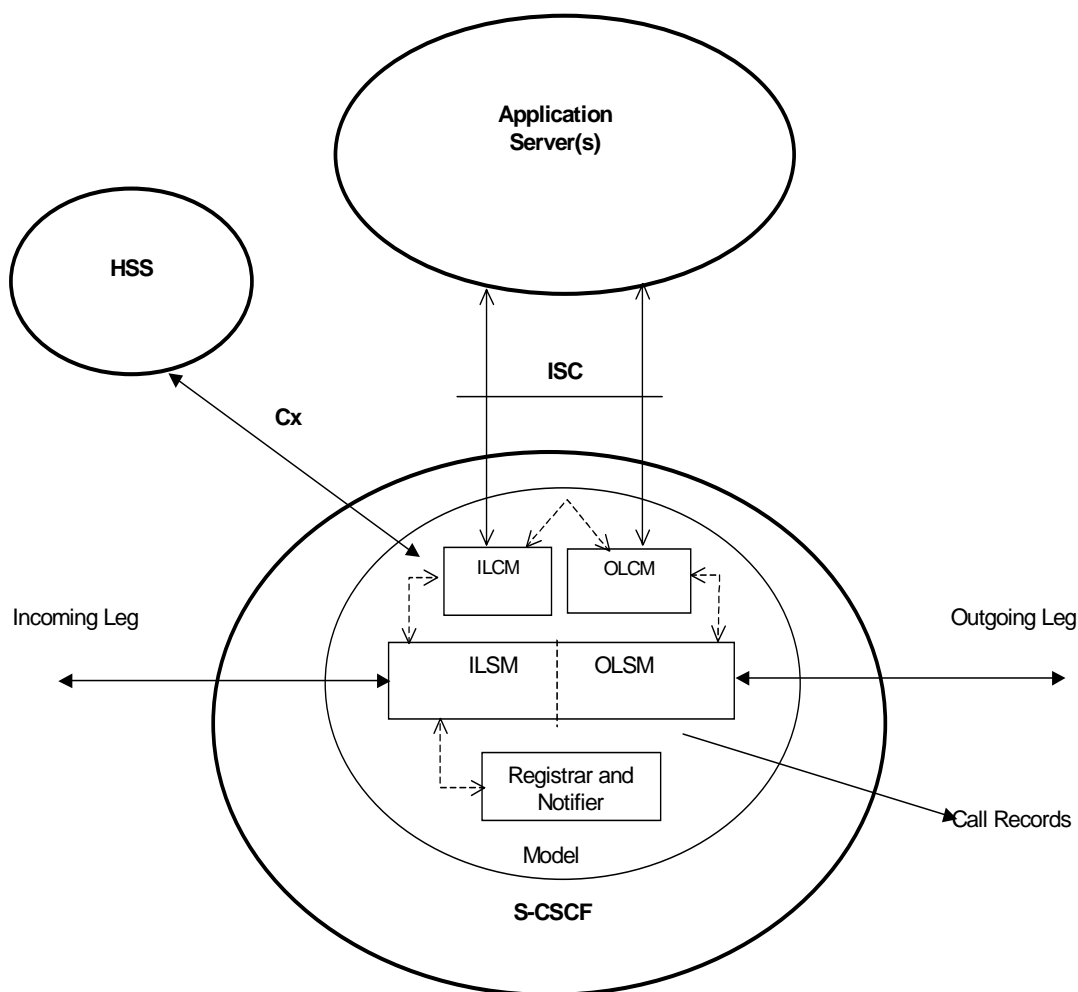 Application
Server(s)
HSS
ISC
Cx
ILCM
OLCM
Incoming Leg
Outgoing Leg
ILSM
OLSM
Registrar and
Notifier
Call Records
Model
S-CSCF